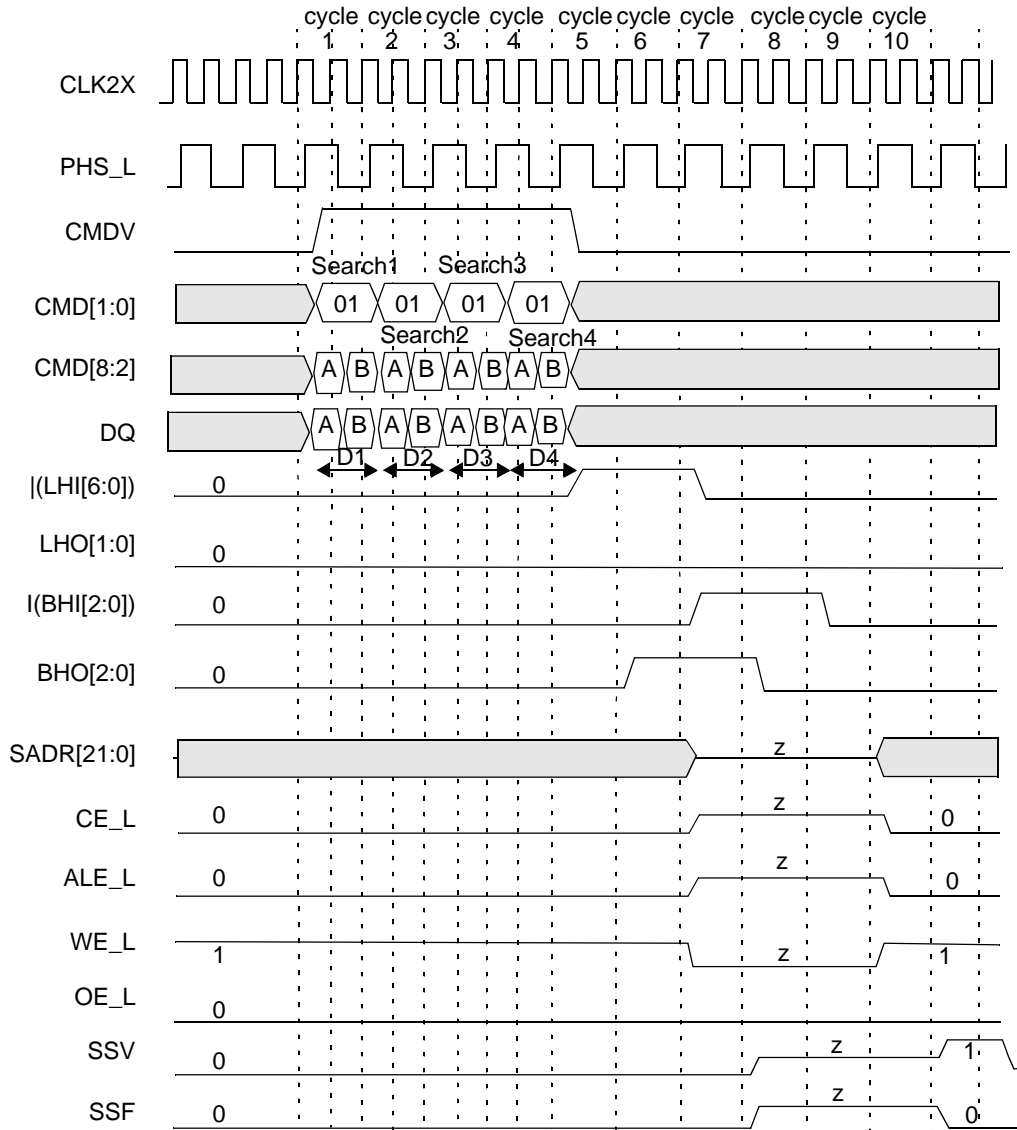 cycle cycle cycle cycle cycle cycle cycle cycle cycle cycle
1 2 3 4 5 6 7 8 9 10
CLK2X
PHS_L
CMDV
Search1 Search3
CMD[1:0] 01 01 01 01
Search2 Search4
CMD[8:2] A B A B A B A B
DQ A B A B A B A B
D1 D2 D3 D4
|(LHI[6:0]) 0
LHO[1:0] 0
I(BHI[2:0]) 0
BHO[2:0] 0
SADR[21:0] z
CE_L 0 z 0
ALE_L 0 z 0
WE_L 1 z 1
OE_L 0
SSV 0 z 1
SSF 0 z 0